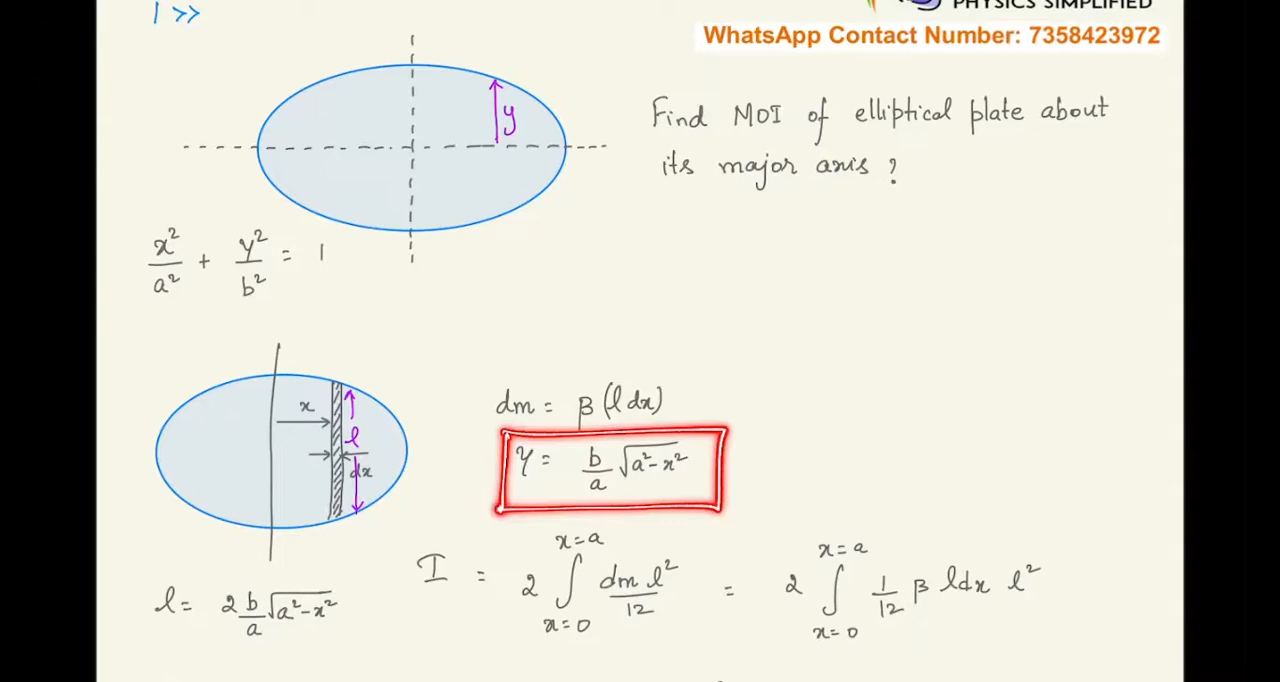 1 >>
PHYSICS SIMPLIFIED
WhatsApp Contact Number: 7358423972
y
Find MOI of elliptical plate about
its major axis ?
x²/a² + y²/b² = 1
x
l
dx
dm = β (l dx)
y = b/a √(a²-x²)
l = 2 b/a √(a²-x²)
I = 2 ∫_{x=0}^{x=a} dm l²/12 = 2 ∫_{x=0}^{x=a} 1/12 β l dx l²